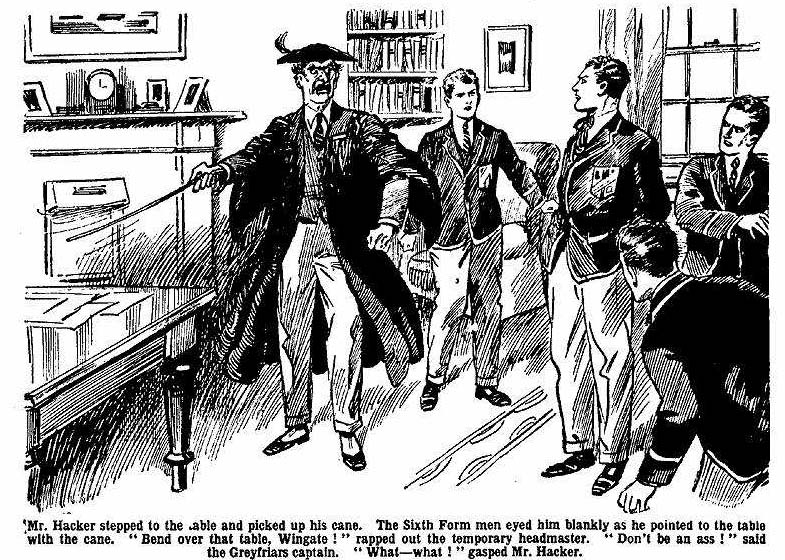 'Mr. Hacker stepped to the .able and picked up his cane. The Sixth Form men eyed him blankly as he pointed to the table
with the cane. " Bend over that table, Wingate ! " rapped out the temporary headmaster. " Don't be an ass ! " said
the Greyfriars captain. " What—what ! " gasped Mr. Hacker.